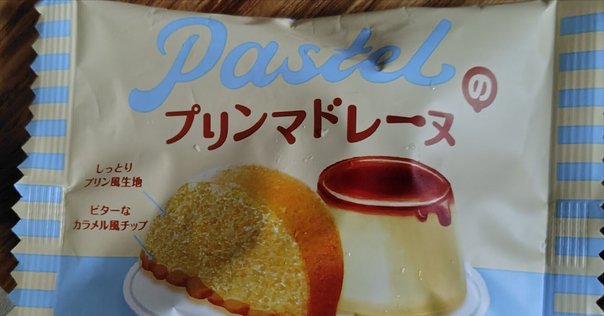 Pastel
の
プリンマドレーヌ
しっとり
プリン風生地
ビターな
カラメル風チップ